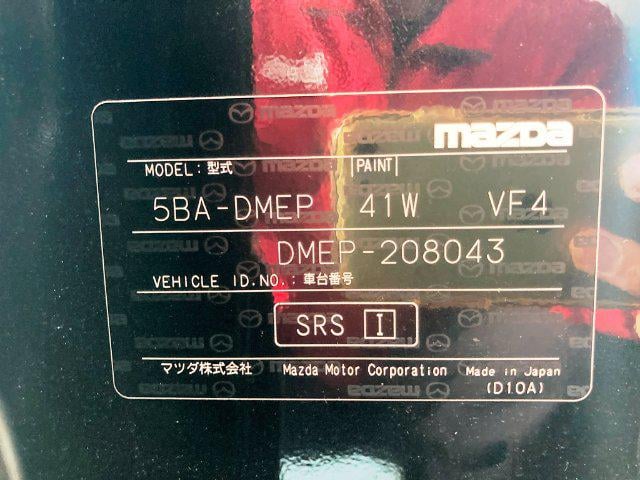 mazda
MODEL: 型式 PAINT
5BA-DMEP 41W VF4
DMEP-208043
VEHICLE ID.NO.: 車台番号
SRS I
マツダ株式会社 Mazda Motor Corporation Made in Japan
(D10A)